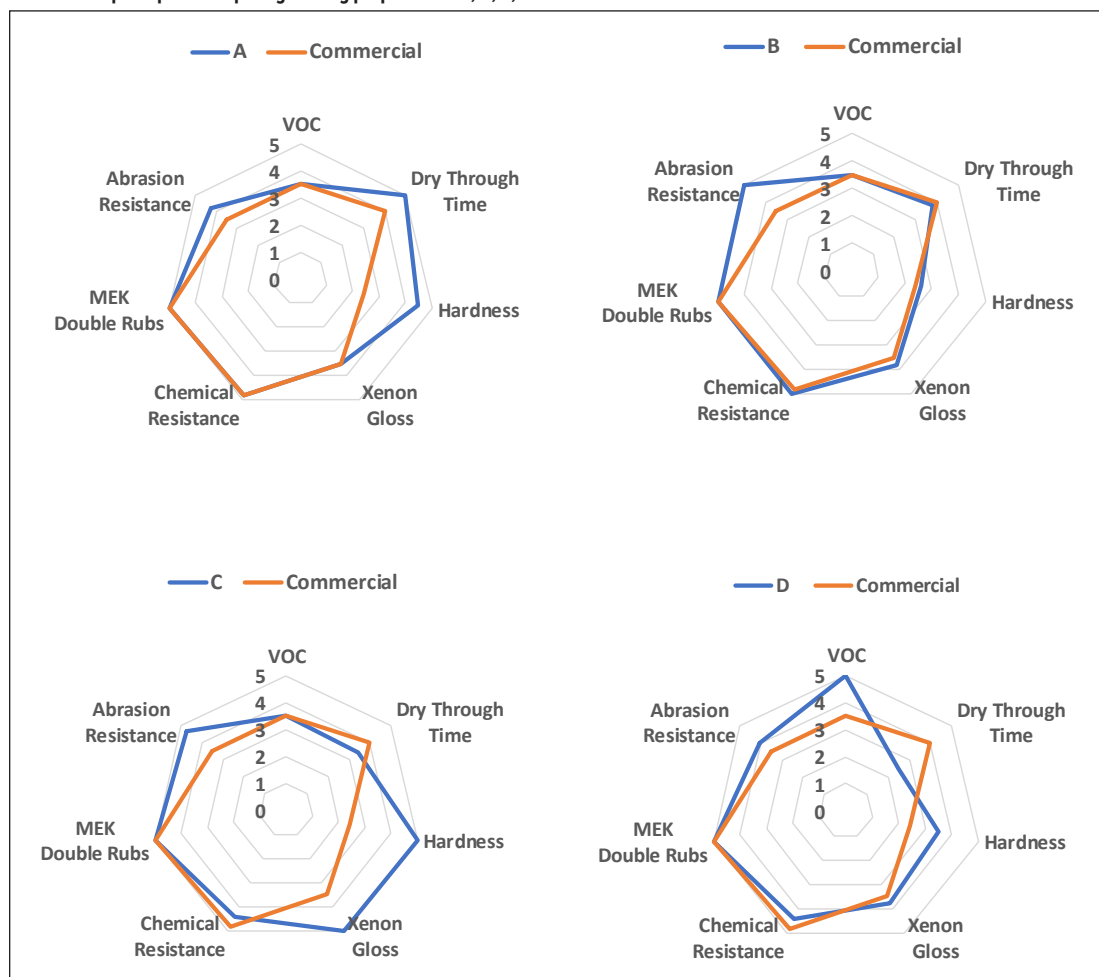 A Commercial
VOC
5
4
3
2
1
0
Dry Through
Time
Hardness
Xenon
Gloss
Chemical
Resistance
MEK
Double Rubs
Abrasion
Resistance
B Commercial
VOC
5
4
3
2
1
0
Dry Through
Time
Hardness
Xenon
Gloss
Chemical
Resistance
MEK
Double Rubs
Abrasion
Resistance
C Commercial
VOC
5
4
3
2
1
0
Dry Through
Time
Hardness
Xenon
Gloss
Chemical
Resistance
MEK
Double Rubs
Abrasion
Resistance
D Commercial
VOC
5
4
3
2
1
0
Dry Through
Time
Hardness
Xenon
Gloss
Chemical
Resistance
MEK
Double Rubs
Abrasion
Resistance